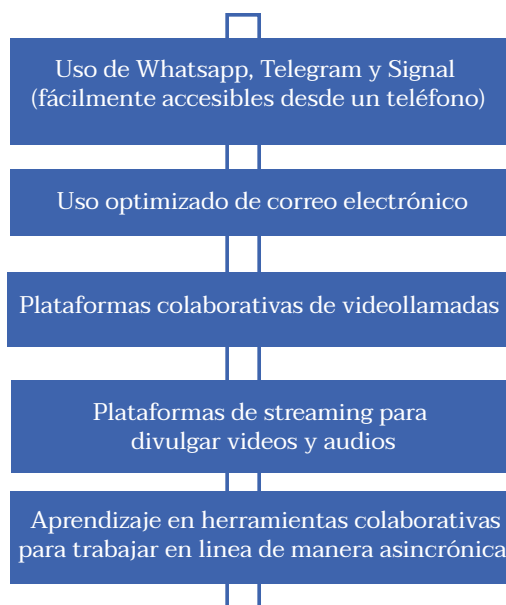 Uso de Whatsapp, Telegram y Signal
(fácilmente accesibles desde un teléfono)
Uso optimizado de correo electrónico
Plataformas colaborativas de videollamadas
Plataformas de streaming para
divulgar videos y audios
Aprendizaje en herramientas colaborativas
para trabajar en linea de manera asincrónica